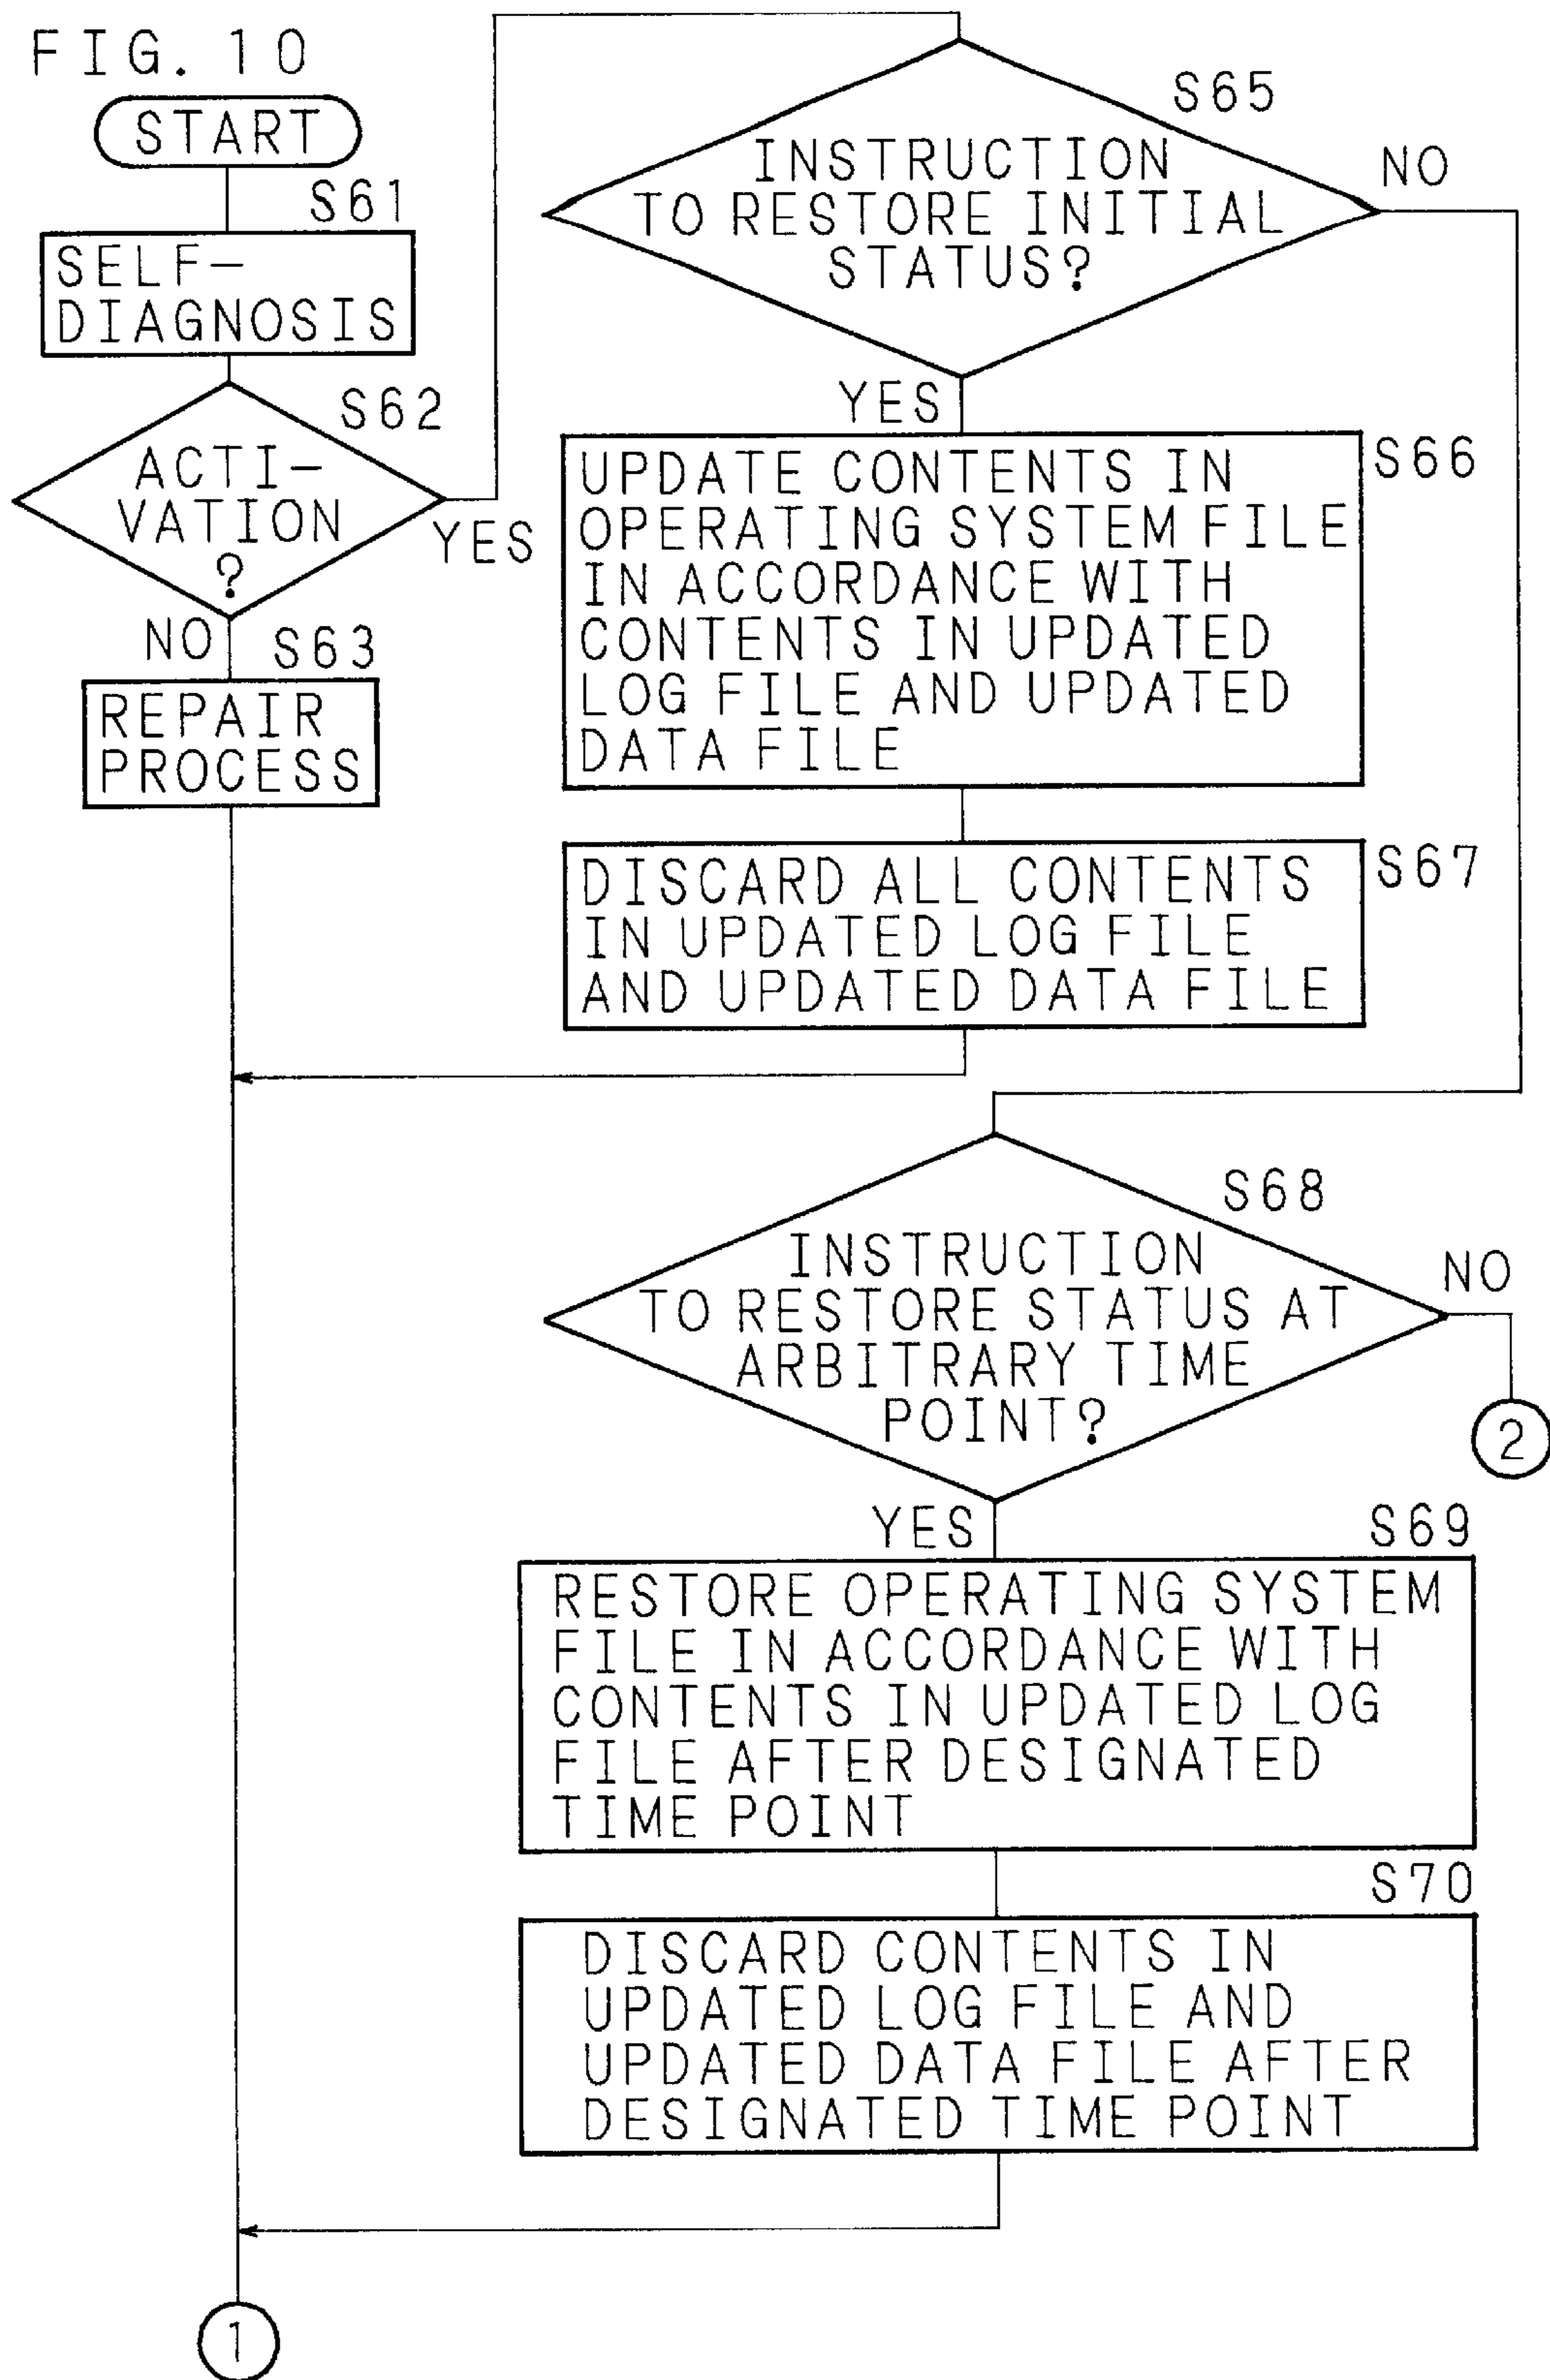 FIG. 10
START
S61
SELF-
DIAGNOSIS
S62
ACTI-
VATION
?
YES
NO
S63
REPAIR
PROCESS
S65
INSTRUCTION
TO RESTORE INITIAL
STATUS?
NO
YES
S66
UPDATE CONTENTS IN
OPERATING SYSTEM FILE
IN ACCORDANCE WITH
CONTENTS IN UPDATED
LOG FILE AND UPDATED
DATA FILE
S67
DISCARD ALL CONTENTS
IN UPDATED LOG FILE
AND UPDATED DATA FILE
S68
INSTRUCTION
TO RESTORE STATUS AT
ARBITRARY TIME
POINT?
NO
2
YES
S69
RESTORE OPERATING SYSTEM
FILE IN ACCORDANCE WITH
CONTENTS IN UPDATED LOG
FILE AFTER DESIGNATED
TIME POINT
S70
DISCARD CONTENTS IN
UPDATED LOG FILE AND
UPDATED DATA FILE AFTER
DESIGNATED TIME POINT
1